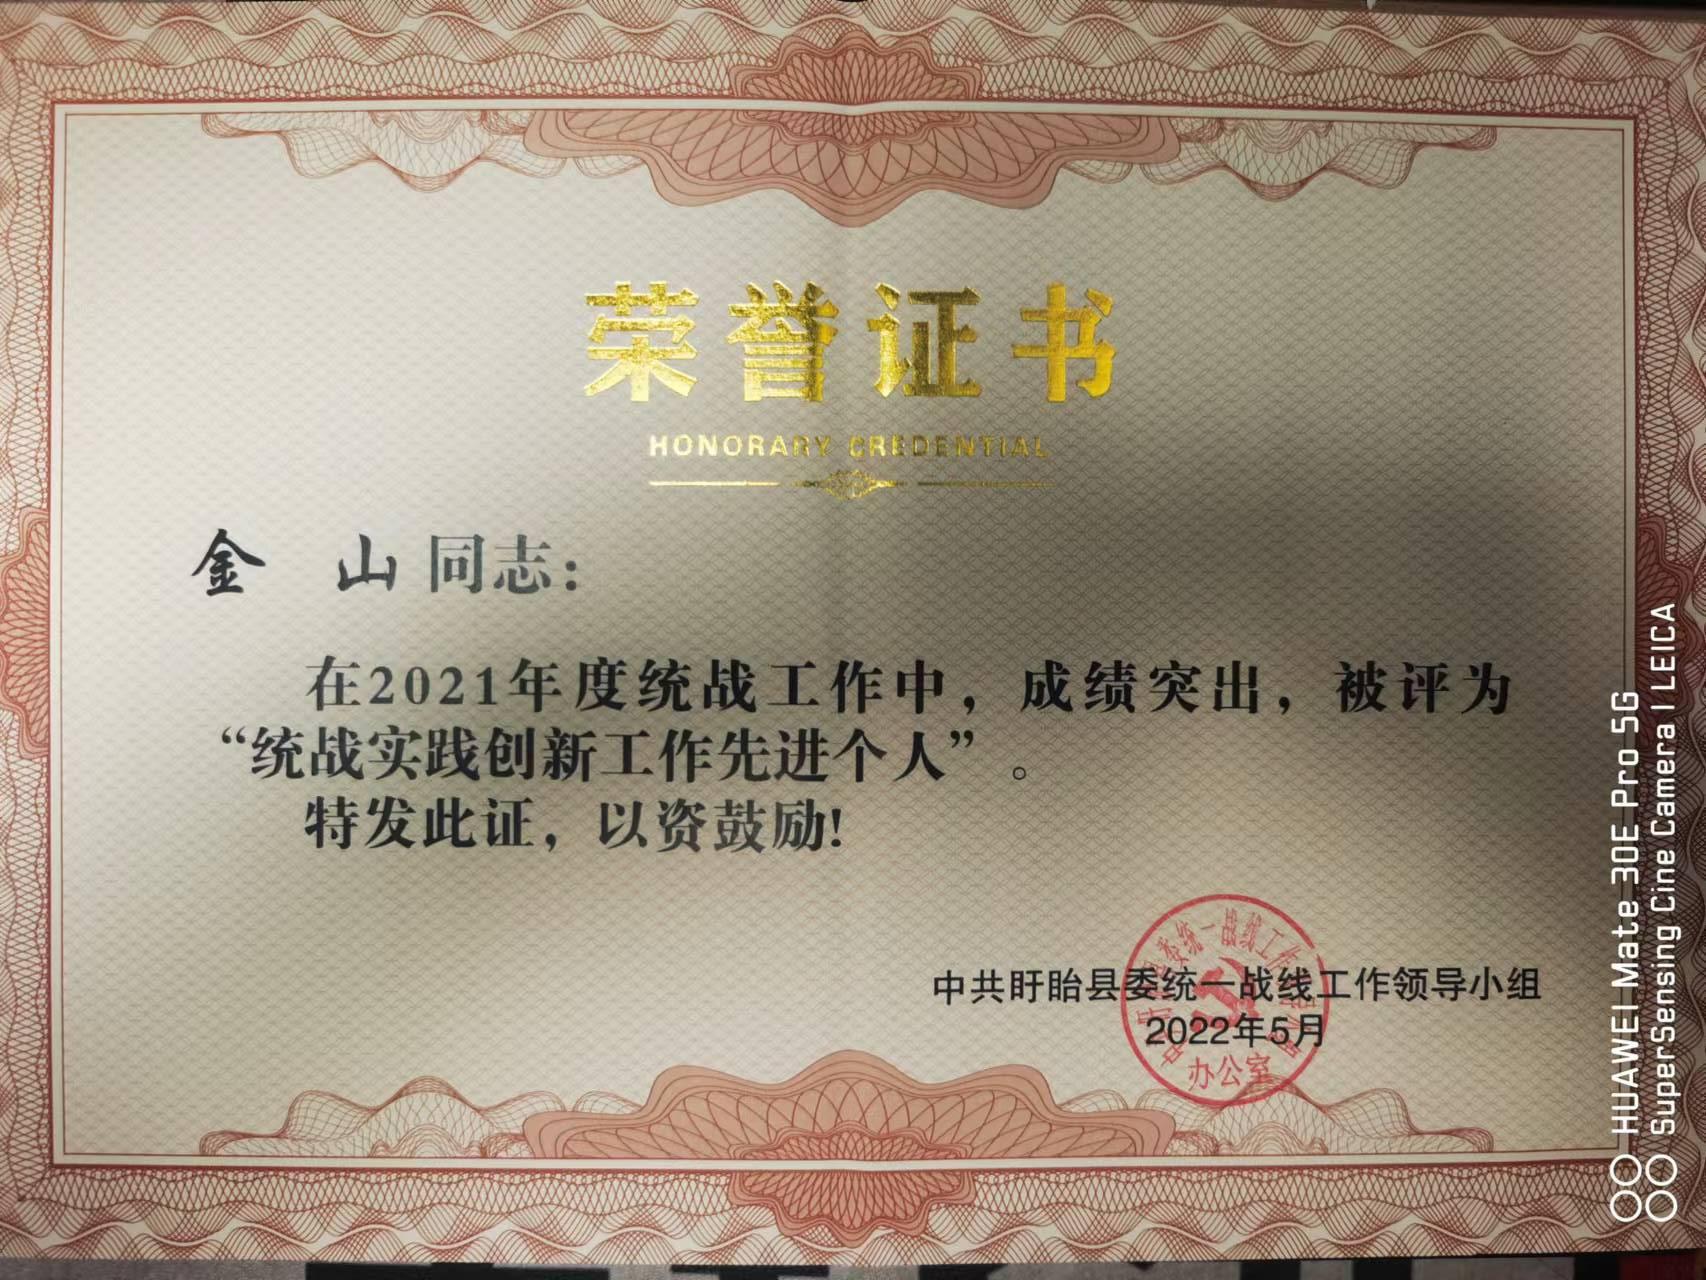 荣誉证书
HONORARY CREDENTIAL
金 山 同志：
在2021年度统战工作中，成绩突出，被评为
“统战实践创新工作先进个人”。
特发此证，以资鼓励!
中共盱眙县委统一战线工作领导小组
2022年5月
办公室
HUAWEI Mate 30E Pro 5G
SuperSensing Cine Camera | LEICA